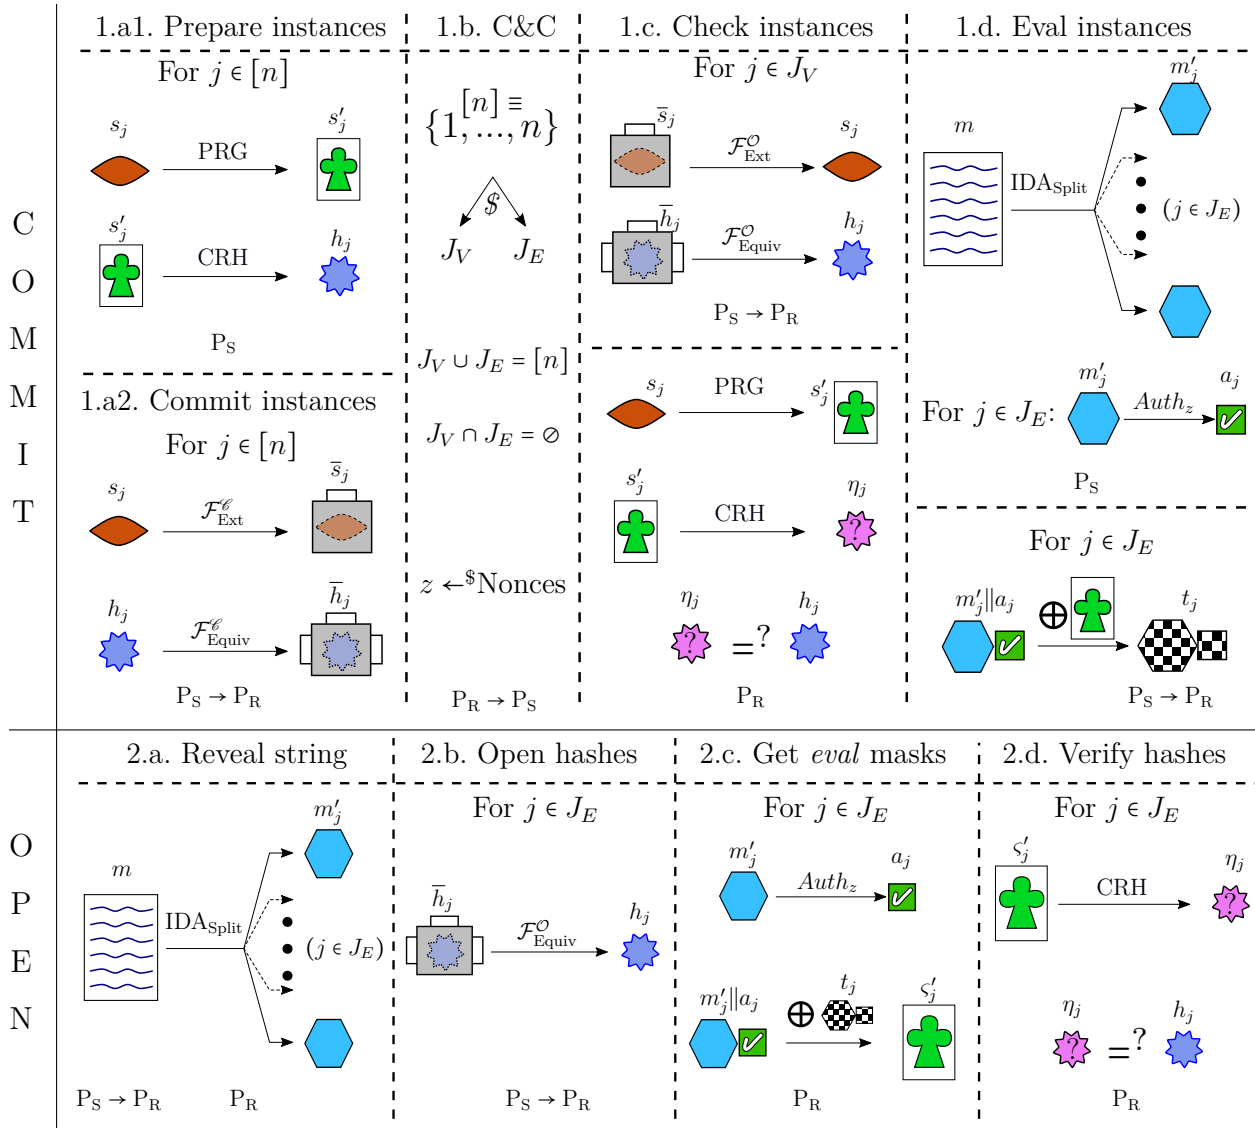 COMMIT
1.a1. Prepare instances
For j ∈ [n]
s_j
PRG
s′_j
s′_j
CRH
h_j
P_S
1.a2. Commit instances
For j ∈ [n]
s_j
F^𝒞_Ext
s̅_j
h_j
F^𝒞_Equiv
h̅_j
P_S → P_R
1.b. C&C
[n] ≡
{1, ..., n}
$
J_V J_E
J_V ∪ J_E = [n]
J_V ∩ J_E = ∅
z ←^$ Nonces
P_R → P_S
1.c. Check instances
For j ∈ J_V
s̅_j
F^O_Ext
s_j
h̅_j
F^O_Equiv
h_j
P_S → P_R
s_j
PRG
s′_j
s′_j
CRH
η_j
?
η_j
?
=^?
h_j
P_R
1.d. Eval instances
m′_j
m
IDA_Split
(j ∈ J_E)
For j ∈ J_E:
m′_j
Auth_z
a_j
P_S
For j ∈ J_E
m′_j||a_j
⊕
t_j
P_S → P_R
OPEN
2.a. Reveal string
m′_j
m
IDA_Split
(j ∈ J_E)
P_S → P_R P_R
2.b. Open hashes
For j ∈ J_E
h̅_j
F^O_Equiv
h_j
P_S → P_R
2.c. Get eval masks
For j ∈ J_E
m′_j
Auth_z
a_j
m′_j||a_j
⊕
t_j
ς′_j
P_R
2.d. Verify hashes
For j ∈ J_E
ς′_j
CRH
η_j
?
η_j
?
=^?
h_j
P_R